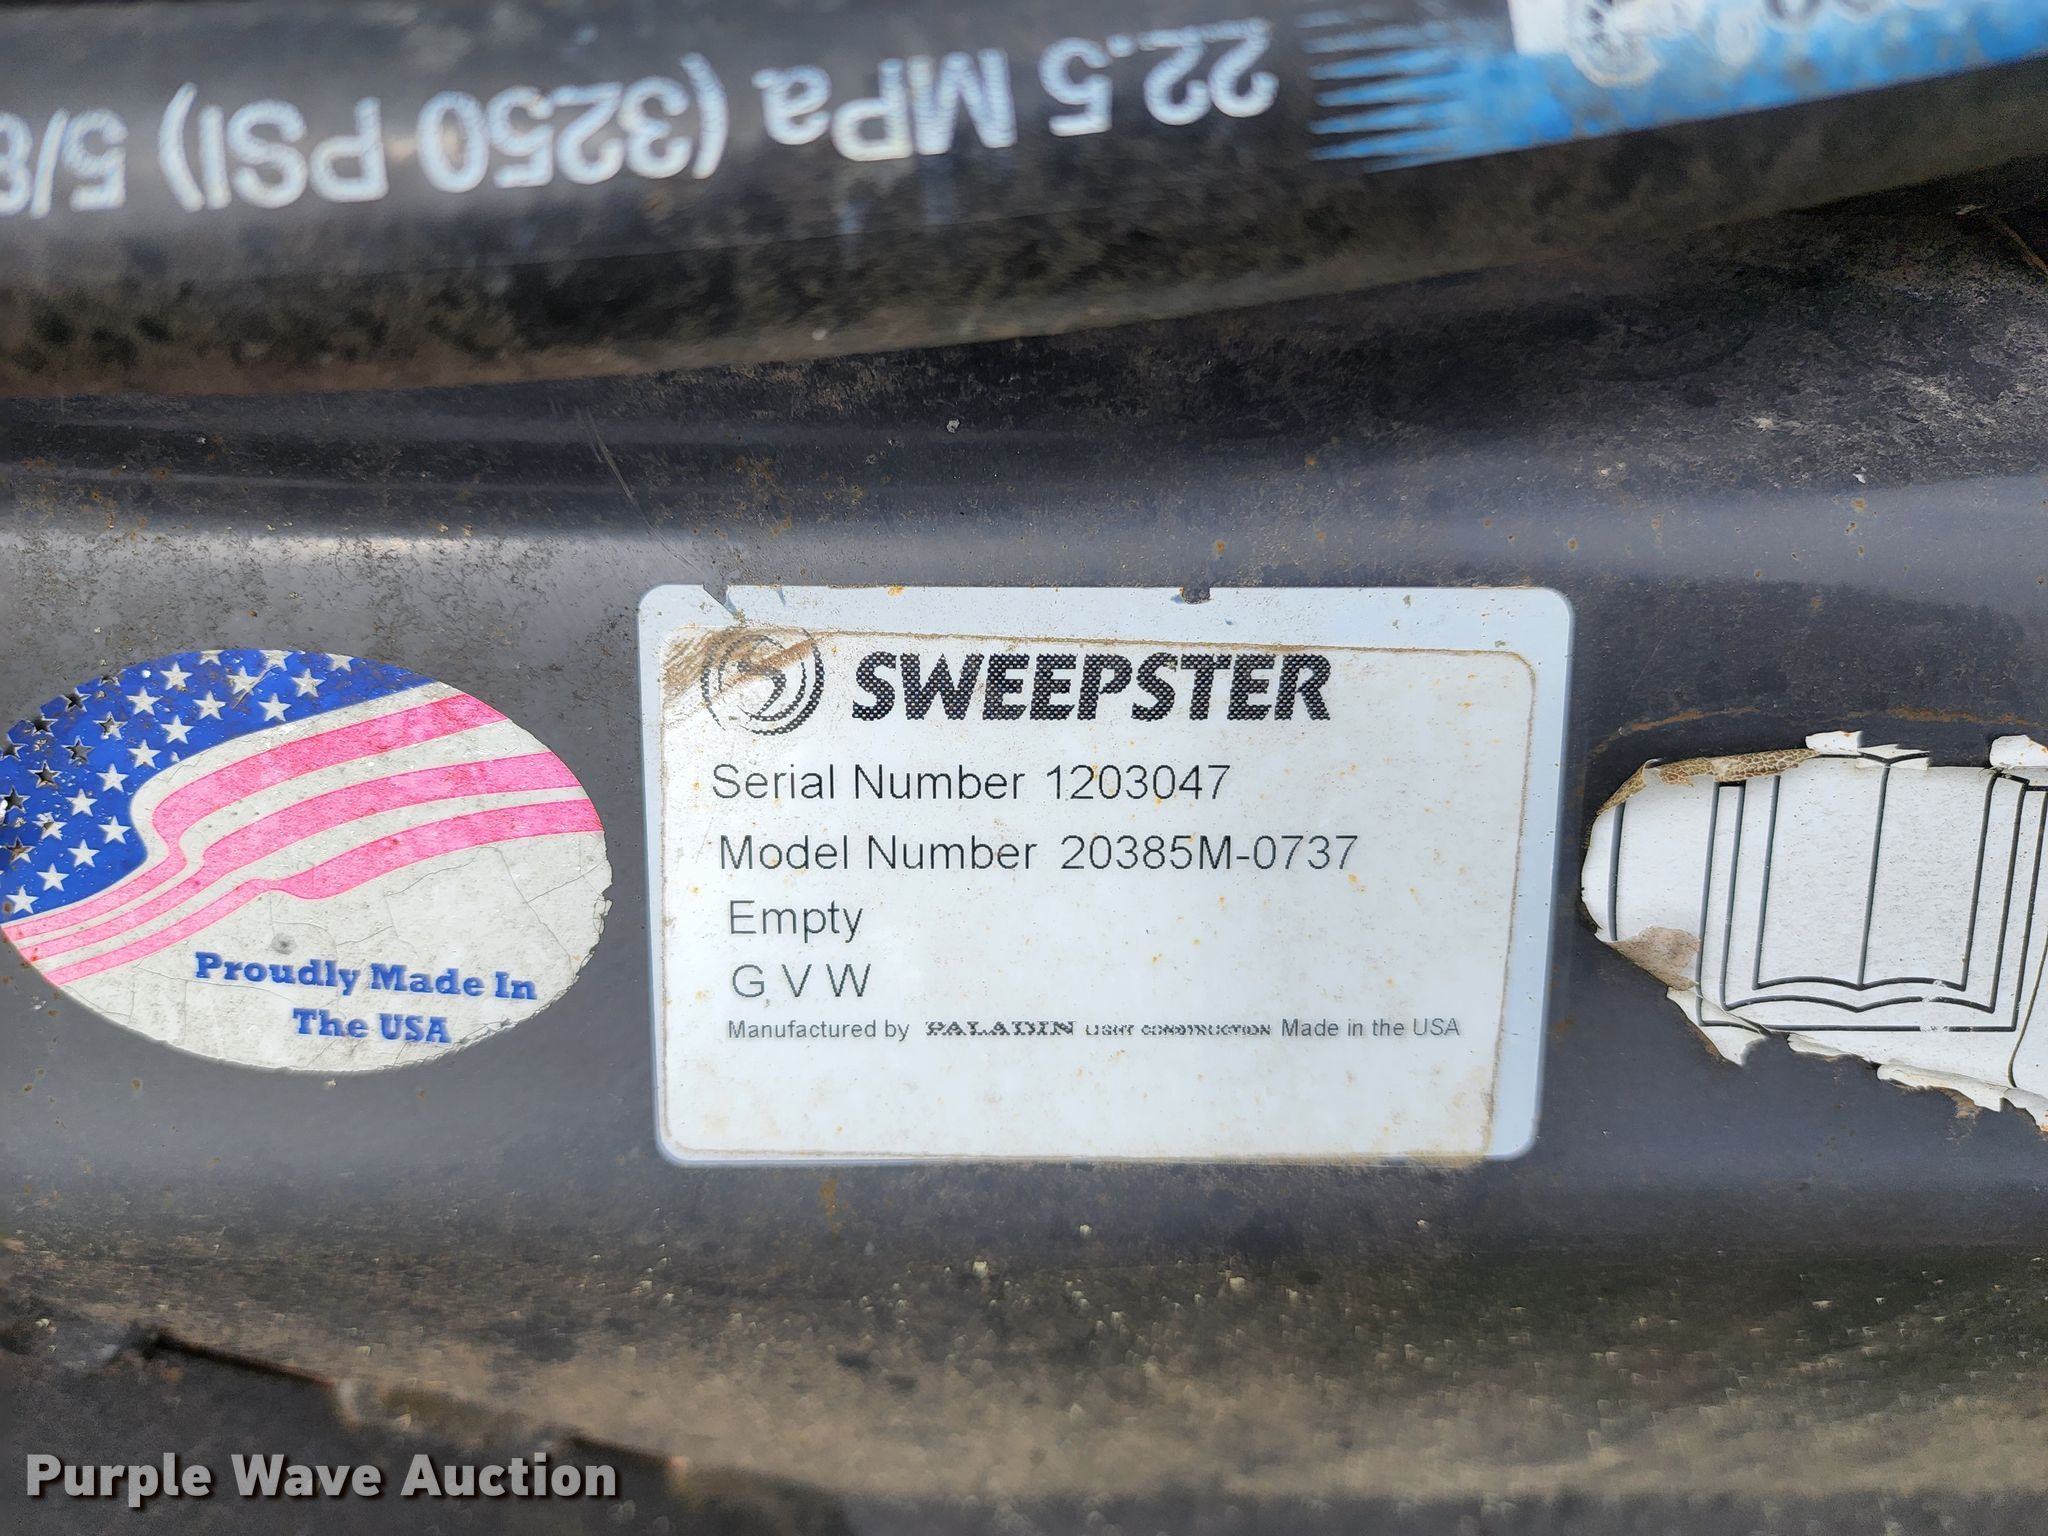 22.5 MPa (3250 PSI) 5/8
SWEEPSTER
Serial Number 1203047
Model Number 20385M-0737
Empty
G V W
Manufactured by PALADIN LIGHT CONSTRUCTION Made in the USA
Proudly Made In
The USA
Purple Wave Auction